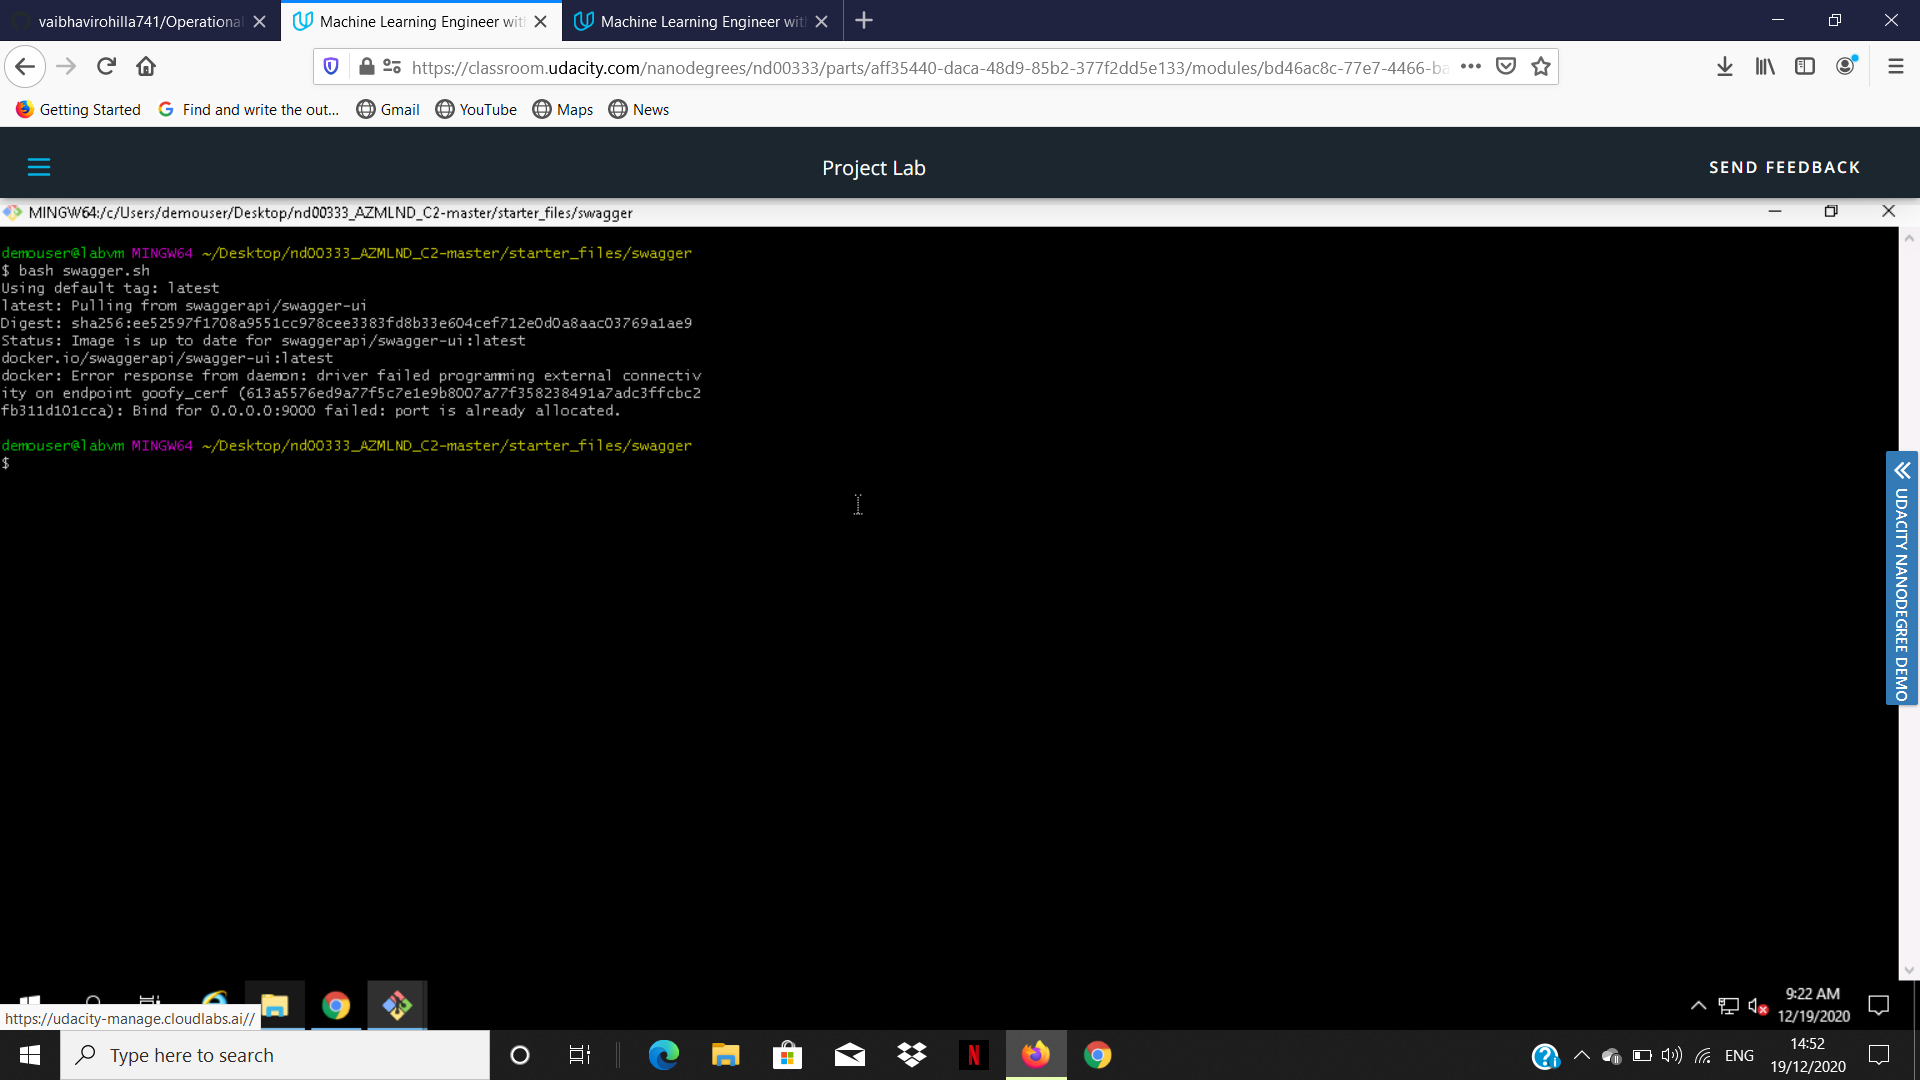 vaibhavirohilla741/Operational
Machine Learning Engineer with
Machine Learning Engineer with
https://classroom.udacity.com/nanodegrees/nd00333/parts/aff35440-daca-48d9-85b2-377f2dd5e133/modules/bd46ac8c-77e7-4466-ba
Getting Started
Find and write the out...
Gmail
YouTube
Maps
News
Project Lab
SEND FEEDBACK
MINGW64:/c/Users/demouser/Desktop/nd00333_AZMLND_C2-master/starter_files/swagger
demouser@labvm MINGW64 ~/Desktop/nd00333_AZMLND_C2-master/starter_files/swagger
$ bash swagger.sh
Using default tag: latest
latest: Pulling from swaggerapi/swagger-ui
Digest: sha256:ee52597f1708a9551cc978cee3383fd8b33e604cef712e0d0a8aac03769a1ae9
Status: Image is up to date for swaggerapi/swagger-ui:latest
docker.io/swaggerapi/swagger-ui:latest
docker: Error response from daemon: driver failed programming external connectiv
ity on endpoint goofy_cerf (613a5576ed9a77f5c7e1e9b8007a77f358238491a7adc3ffcbc2
fb311d101cca): Bind for 0.0.0.0:9000 failed: port is already allocated.
demouser@labvm MINGW64 ~/Desktop/nd00333_AZMLND_C2-master/starter_files/swagger
$
UDACITY NANODEGREE DEMO
9:22 AM
12/19/2020
https://udacity-manage.cloudlabs.ai//
Type here to search
N
ENG
14:52
19/12/2020